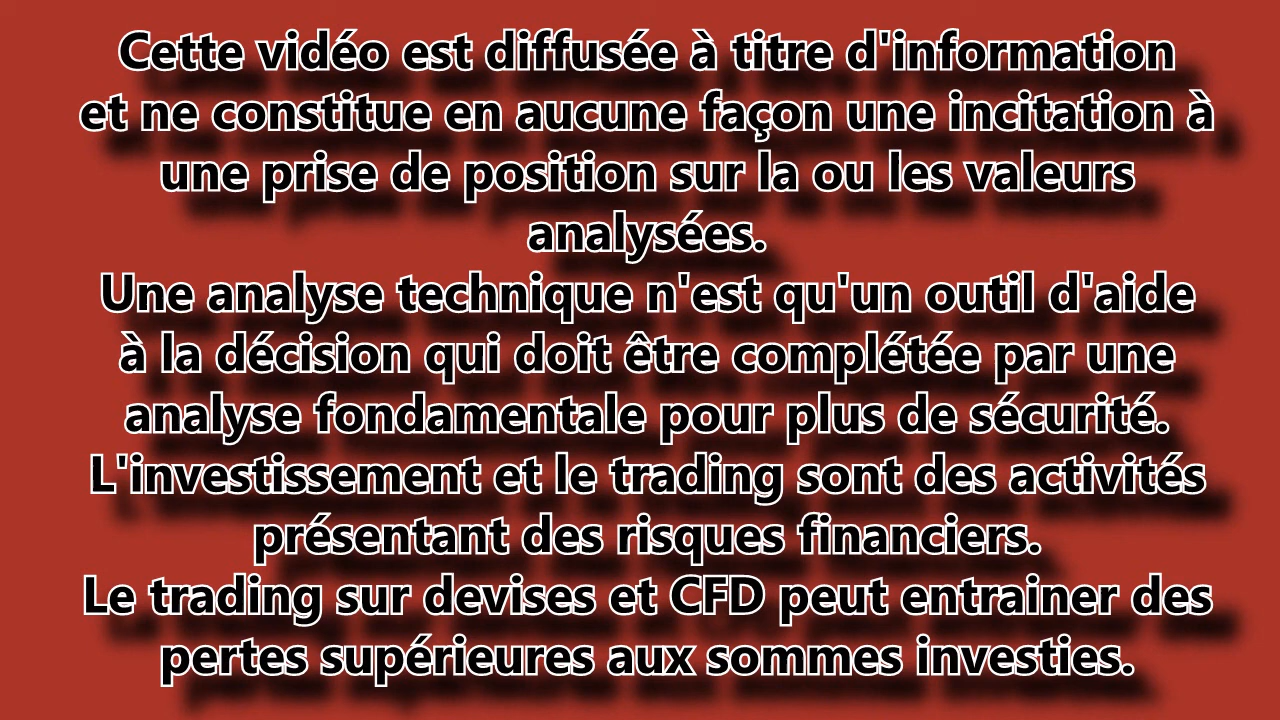 Cette vidéo est diffusée à titre d'information
et ne constitue en aucune façon une incitation à
une prise de position sur la ou les valeurs
analysées.
Une analyse technique n'est qu'un outil d'aide
à la décision qui doit être complétée par une
analyse fondamentale pour plus de sécurité.
L'investissement et le trading sont des activités
présentant des risques financiers.
Le trading sur devises et CFD peut entrainer des
pertes supérieures aux sommes investies.